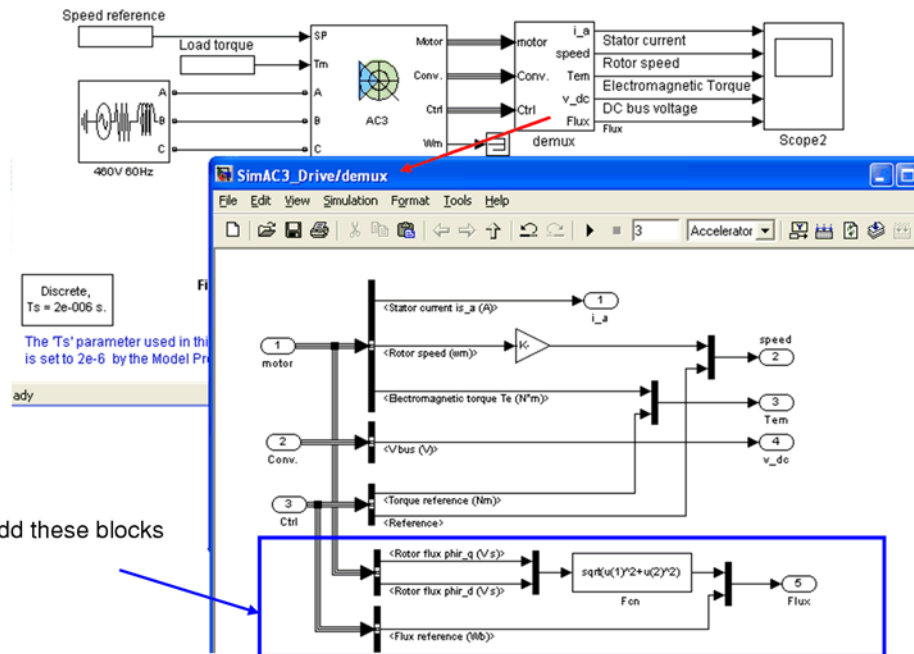 Speed reference
Load torque
SP
Tm
A
B
C
A
B
C
460V 60Hz
AC3
Motor
Conv.
Ctrl
Wm
motor
Conv.
Ctrl
i_a
speed
Tem
v_dc
Flux
demux
Stator current
Rotor speed
Electromagnetic Torque
DC bus voltage
Flux
Scope2
SimAC3_Drive/demux
File Edit View Simulation Format Tools Help
3
Accelerator
Discrete,
Ts = 2e-006 s.
Fi
The 'Ts' parameter used in thi
is set to 2e-6 by the Model Pr
ady
1
motor
<Stator current is_a (A)>
1
i_a
<Rotor speed (wm)>
K-
speed
2
<Electromagnetic torque Te (N*m)>
3
Tem
2
Conv.
<Vbus (V)>
4
v_dc
3
Ctrl
<Torque reference (Nm)>
<Reference>
dd these blocks
<Rotor flux phir_q (Vs)>
<Rotor flux phir_d (Vs)>
sqrt(u(1)^2+u(2)^2)
Fcn
5
Flux
<Flux reference (Wb)>